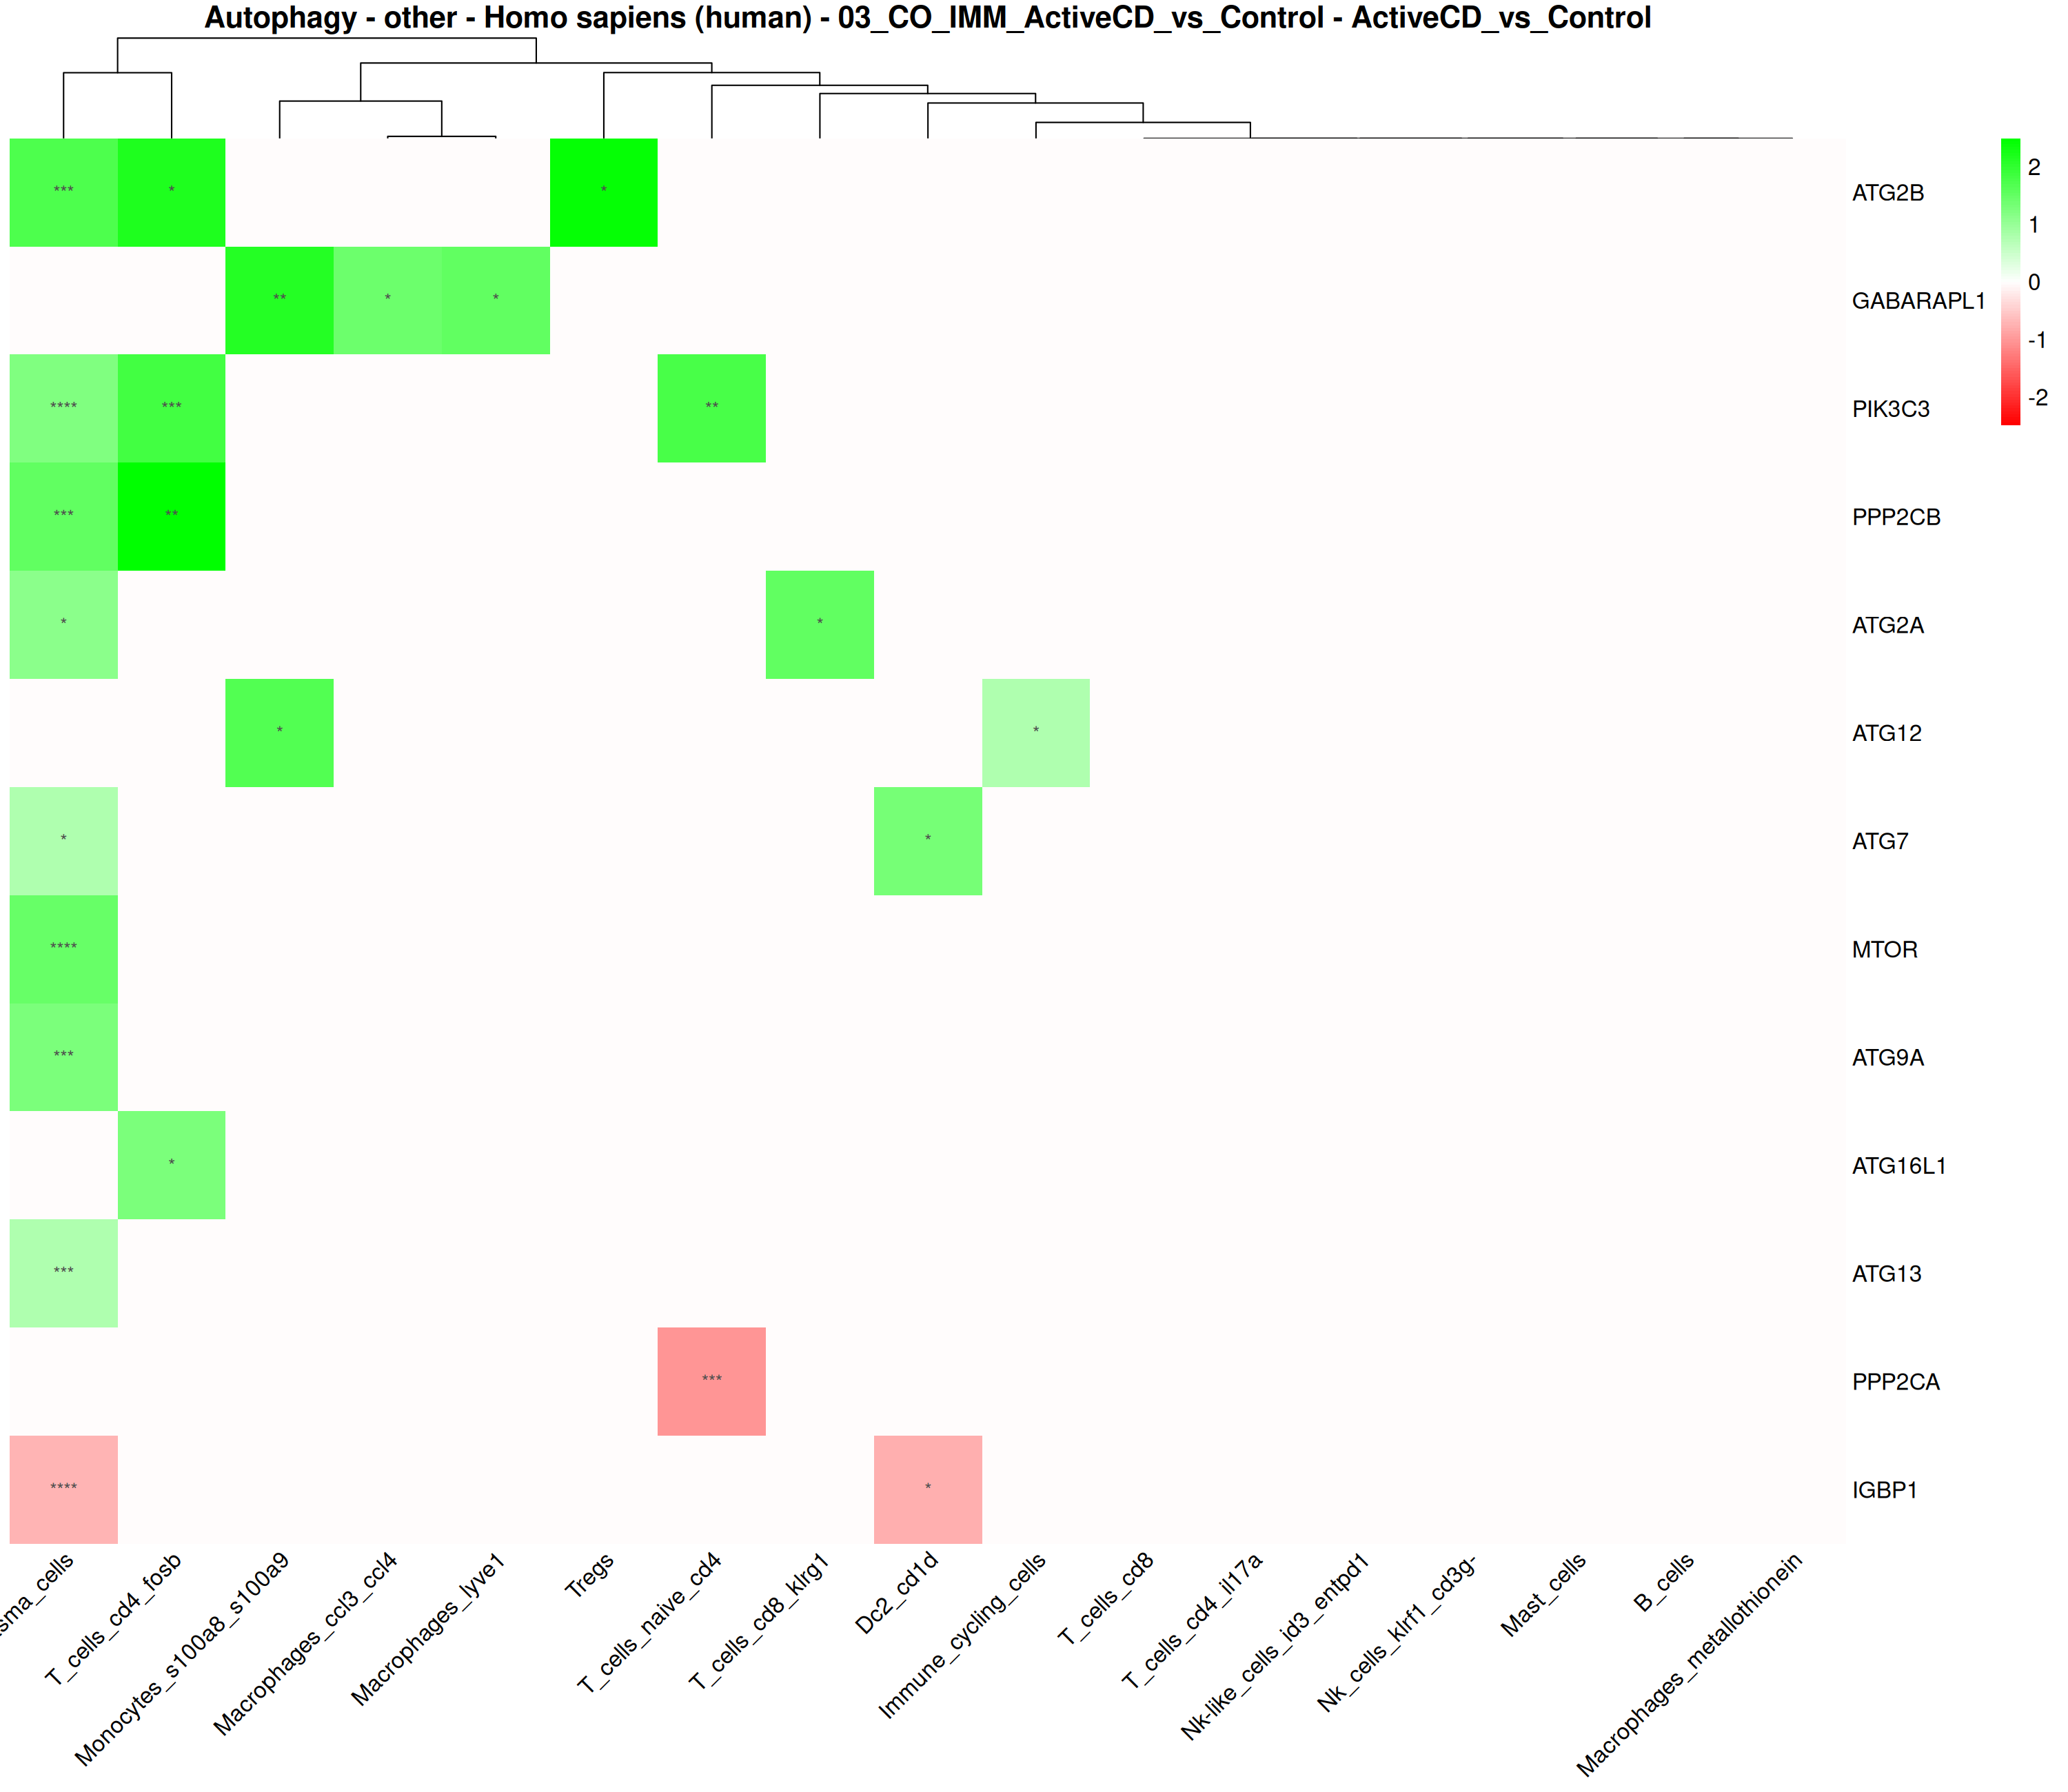 Autophagy - other - Homo sapiens (human) - 03_CO_IMM_ActiveCD_vs_Control - ActiveCD_vs_Control
*** * * ATG2B
** * * GABARAPL1
**** *** ** PIK3C3
*** ** PPP2CB
* * ATG2A
* * ATG12
* * ATG7
**** MTOR
*** ATG9A
* ATG16L1
*** ATG13
*** PPP2CA
**** * IGBP1
2
1
0
-1
-2
sma_cells
T_cells_cd4_fosb
Monocytes_s100a8_s100a9
Macrophages_ccl3_ccl4
Macrophages_lyve1
Tregs
T_cells_naive_cd4
T_cells_cd8_klrg1
Dc2_cd1d
Immune_cycling_cells
T_cells_cd8
T_cells_cd4_il17a
Nk-like_cells_id3_entpd1
Nk_cells_klrf1_cd3g-
Mast_cells
B_cells
Macrophages_metallothionein